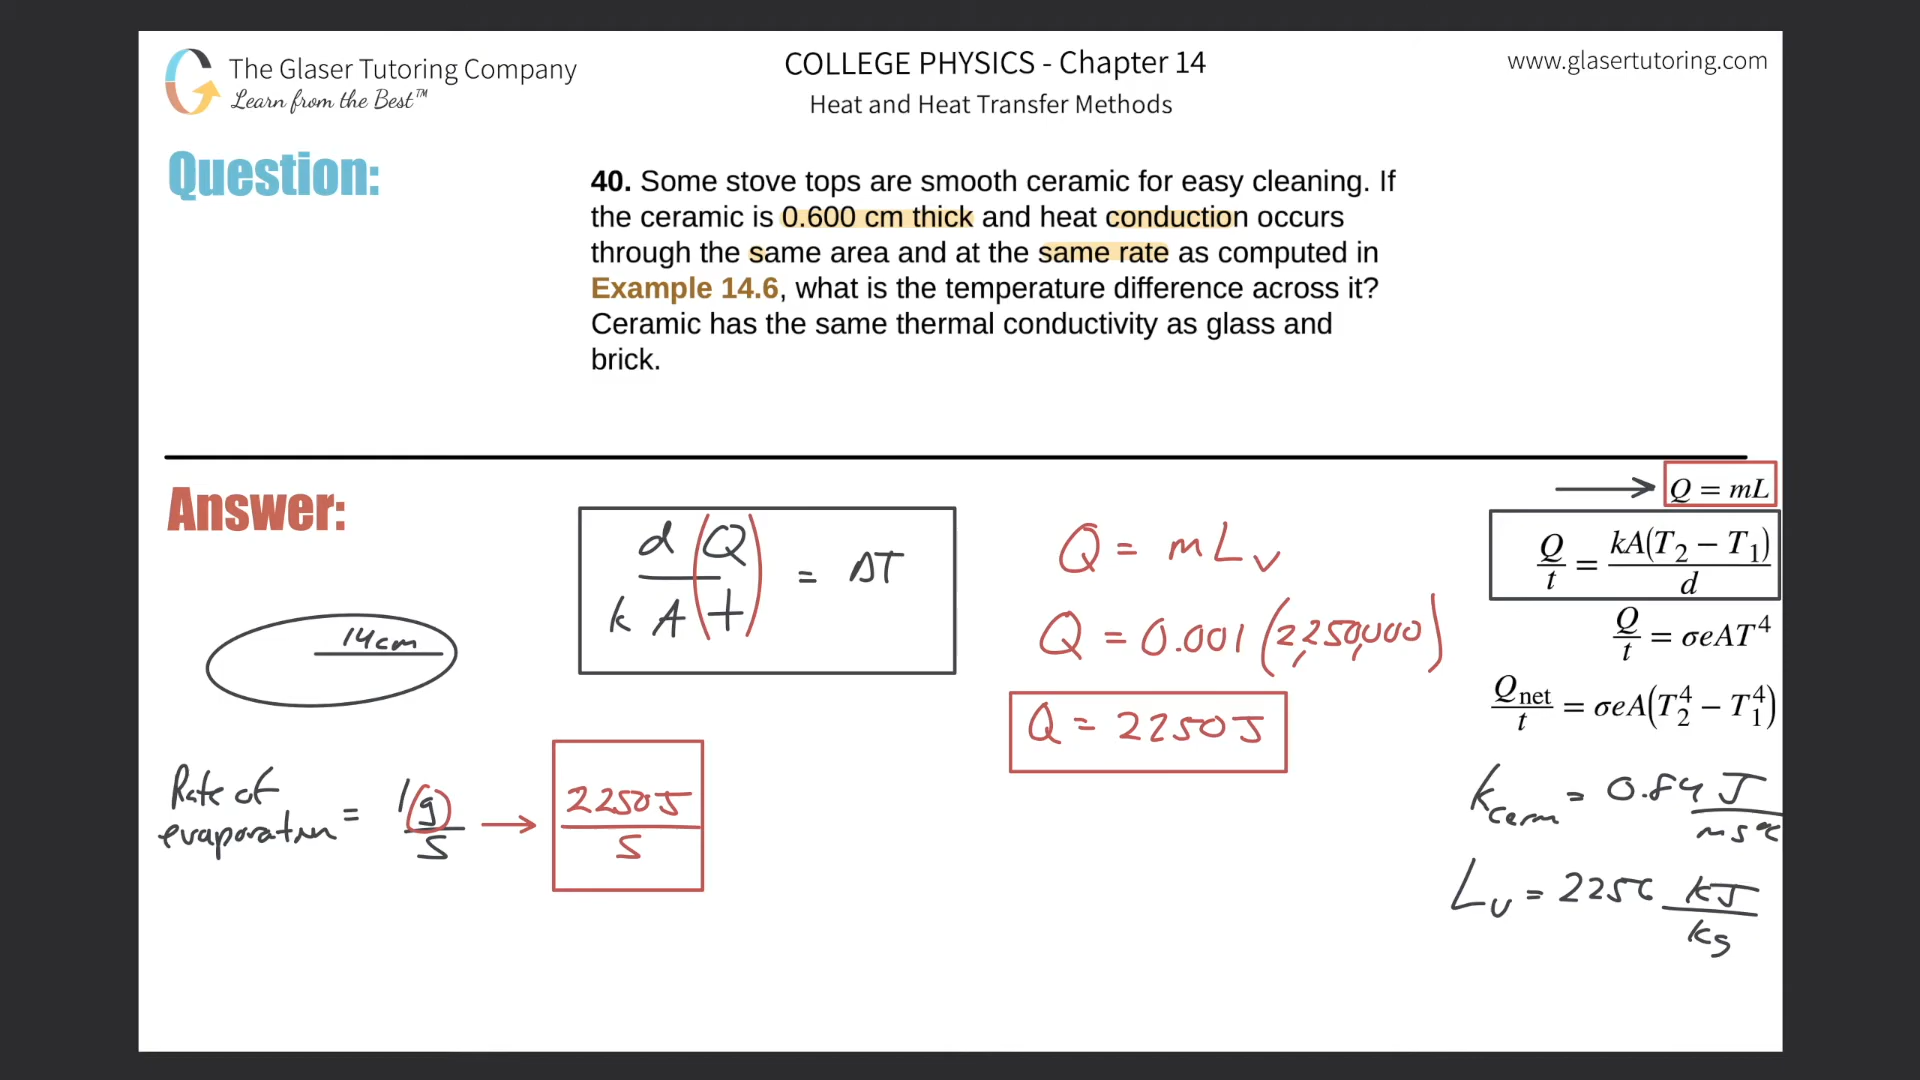 The Glaser Tutoring Company
Learn from the Best™
COLLEGE PHYSICS - Chapter 14
Heat and Heat Transfer Methods
www.glasertutoring.com
Question:
40. Some stove tops are smooth ceramic for easy cleaning. If
the ceramic is 0.600 cm thick and heat conduction occurs
through the same area and at the same rate as computed in
Example 14.6, what is the temperature difference across it?
Ceramic has the same thermal conductivity as glass and
brick.
Answer:
14cm
Rate of evaporation = 1 g/s → 2250J/s
d(Q)/kA(t) = ΔT
Q = mLv
Q = 0.001 (2,250,000)
Q = 2250J
→ Q = mL
Q/t = kA(T₂ − T₁)/d
Q/t = σeAT⁴
Qnet/t = σeA(T₂⁴ − T₁⁴)
kcerm = 0.84 J/ms°C
Lv = 2256 kJ/kg